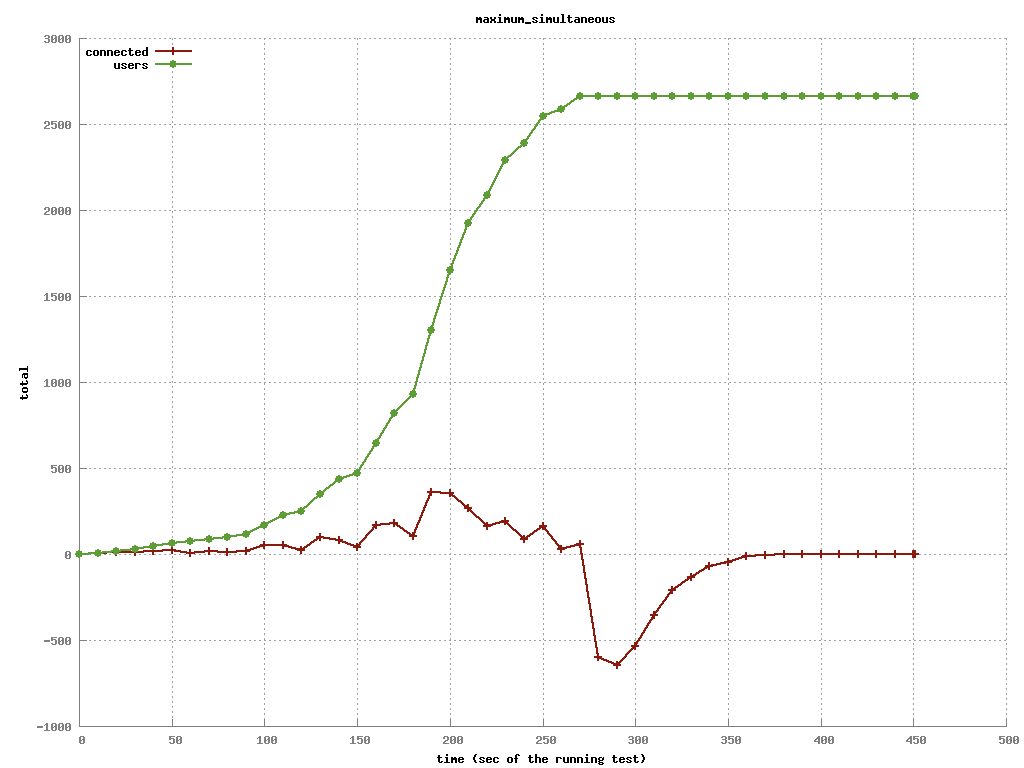 maximum_simultaneous
connected
users
3000
2500
2000
1500
1000
500
0
-500
-1000
total
0 50 100 150 200 250 300 350 400 450 500
time (sec of the running test)